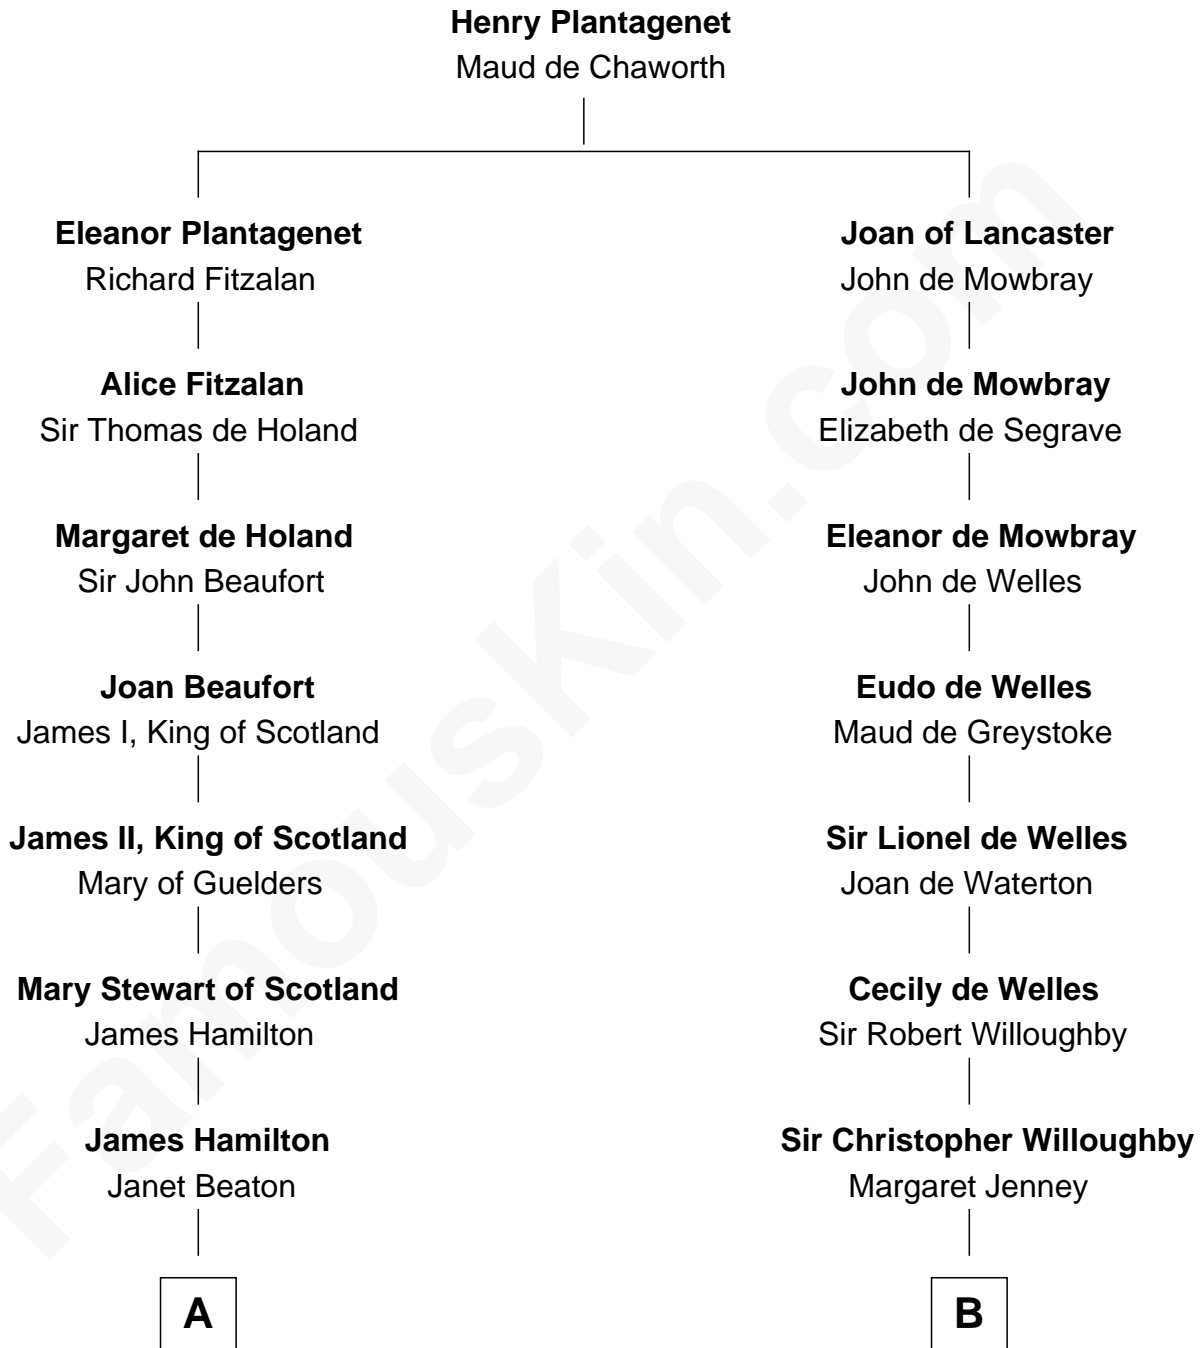 Henry Plantagenet
Maud de Chaworth
Eleanor Plantagenet
Richard Fitzalan
Joan of Lancaster
John de Mowbray
Alice Fitzalan
Sir Thomas de Holand
John de Mowbray
Elizabeth de Segrave
Margaret de Holand
Sir John Beaufort
Eleanor de Mowbray
John de Welles
Joan Beaufort
James I, King of Scotland
Eudo de Welles
Maud de Greystoke
James II, King of Scotland
Mary of Guelders
Sir Lionel de Welles
Joan de Waterton
Mary Stewart of Scotland
James Hamilton
Cecily de Welles
Sir Robert Willoughby
James Hamilton
Janet Beaton
Sir Christopher Willoughby
Margaret Jenney
A
B
FamousKin.com